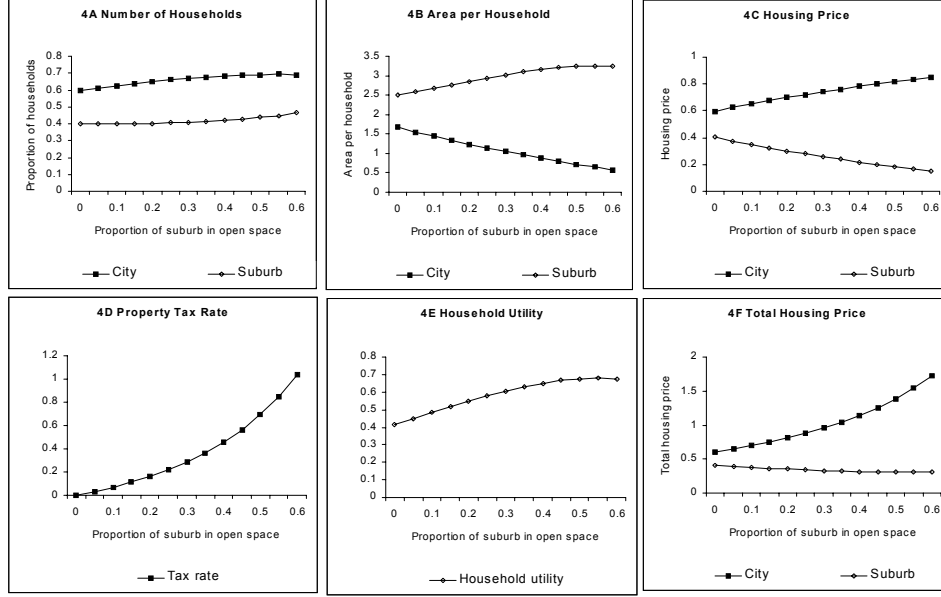 4A Number of Households
Proportion of households
0.8
0.7
0.6
0.5
0.4
0.3
0.2
0.1
0
0 0.1 0.2 0.3 0.4 0.5 0.6
Proportion of suburb in open space
City Suburb
4B Area per Household
Area per household
3.5
3
2.5
2
1.5
1
0.5
0
0 0.1 0.2 0.3 0.4 0.5 0.6
Proportion of suburb in open space
City Suburb
4C Housing Price
Housing price
1
0.8
0.6
0.4
0.2
0
0 0.1 0.2 0.3 0.4 0.5 0.6
Proportion of suburb in open space
City Suburb
4D Property Tax Rate
1.2
1
0.8
0.6
0.4
0.2
0
0 0.1 0.2 0.3 0.4 0.5 0.6
Proportion of suburb in open space
Tax rate
4E Household Utility
0.8
0.7
0.6
0.5
0.4
0.3
0.2
0.1
0
0 0.1 0.2 0.3 0.4 0.5 0.6
Proportion of suburb in open space
Household utility
4F Total Housing Price
Total housing price
2
1.5
1
0.5
0
0 0.1 0.2 0.3 0.4 0.5 0.6
Proportion of suburb in open space
City Suburb